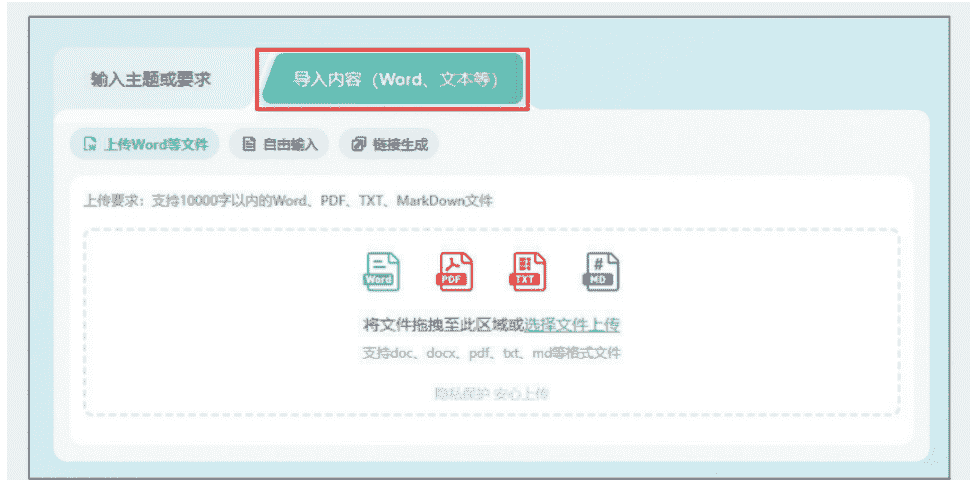 输入主题或要求
导入内容（Word、文本等）
上传Word等文件
自由输入
链接生成
上传要求：支持10000字以内的Word、PDF、TXT、MarkDown文件
Word
PDF
TXT
#
MD
将文件拖拽至此区域或选择文件上传
支持doc、docx、pdf、txt、md等格式文件
隐私保护 安心上传